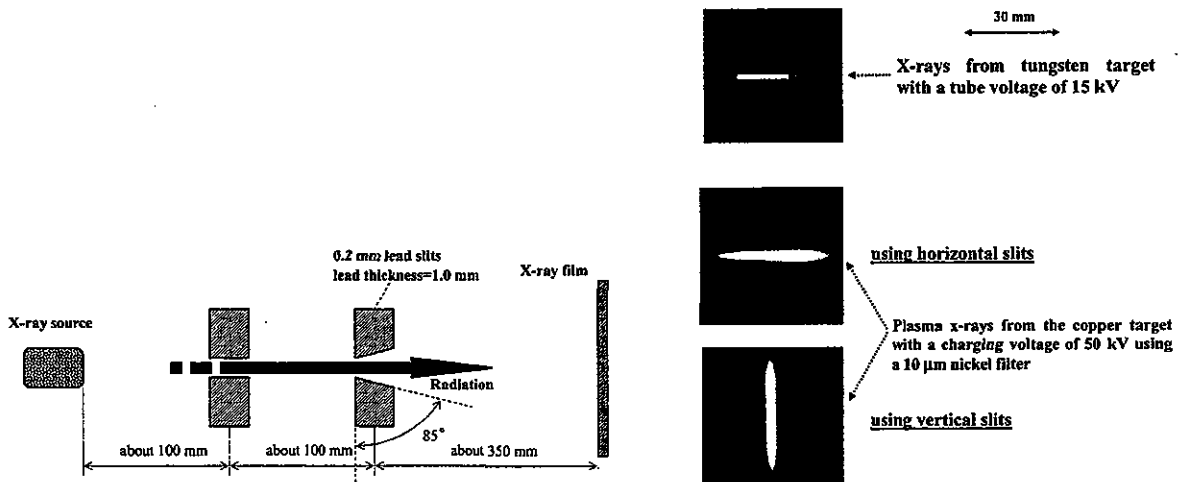 30 mm
X-rays from tungsten target
with a tube voltage of 15 kV
0.2 mm lead slits
lead thickness=1.0 mm
X-ray film
X-ray source
Radiation
85°
about 100 mm
about 100 mm
about 350 mm
using horizontal slits
Plasma x-rays from the copper target
with a charging voltage of 50 kV using
a 10 μm nickel filter
using vertical slits